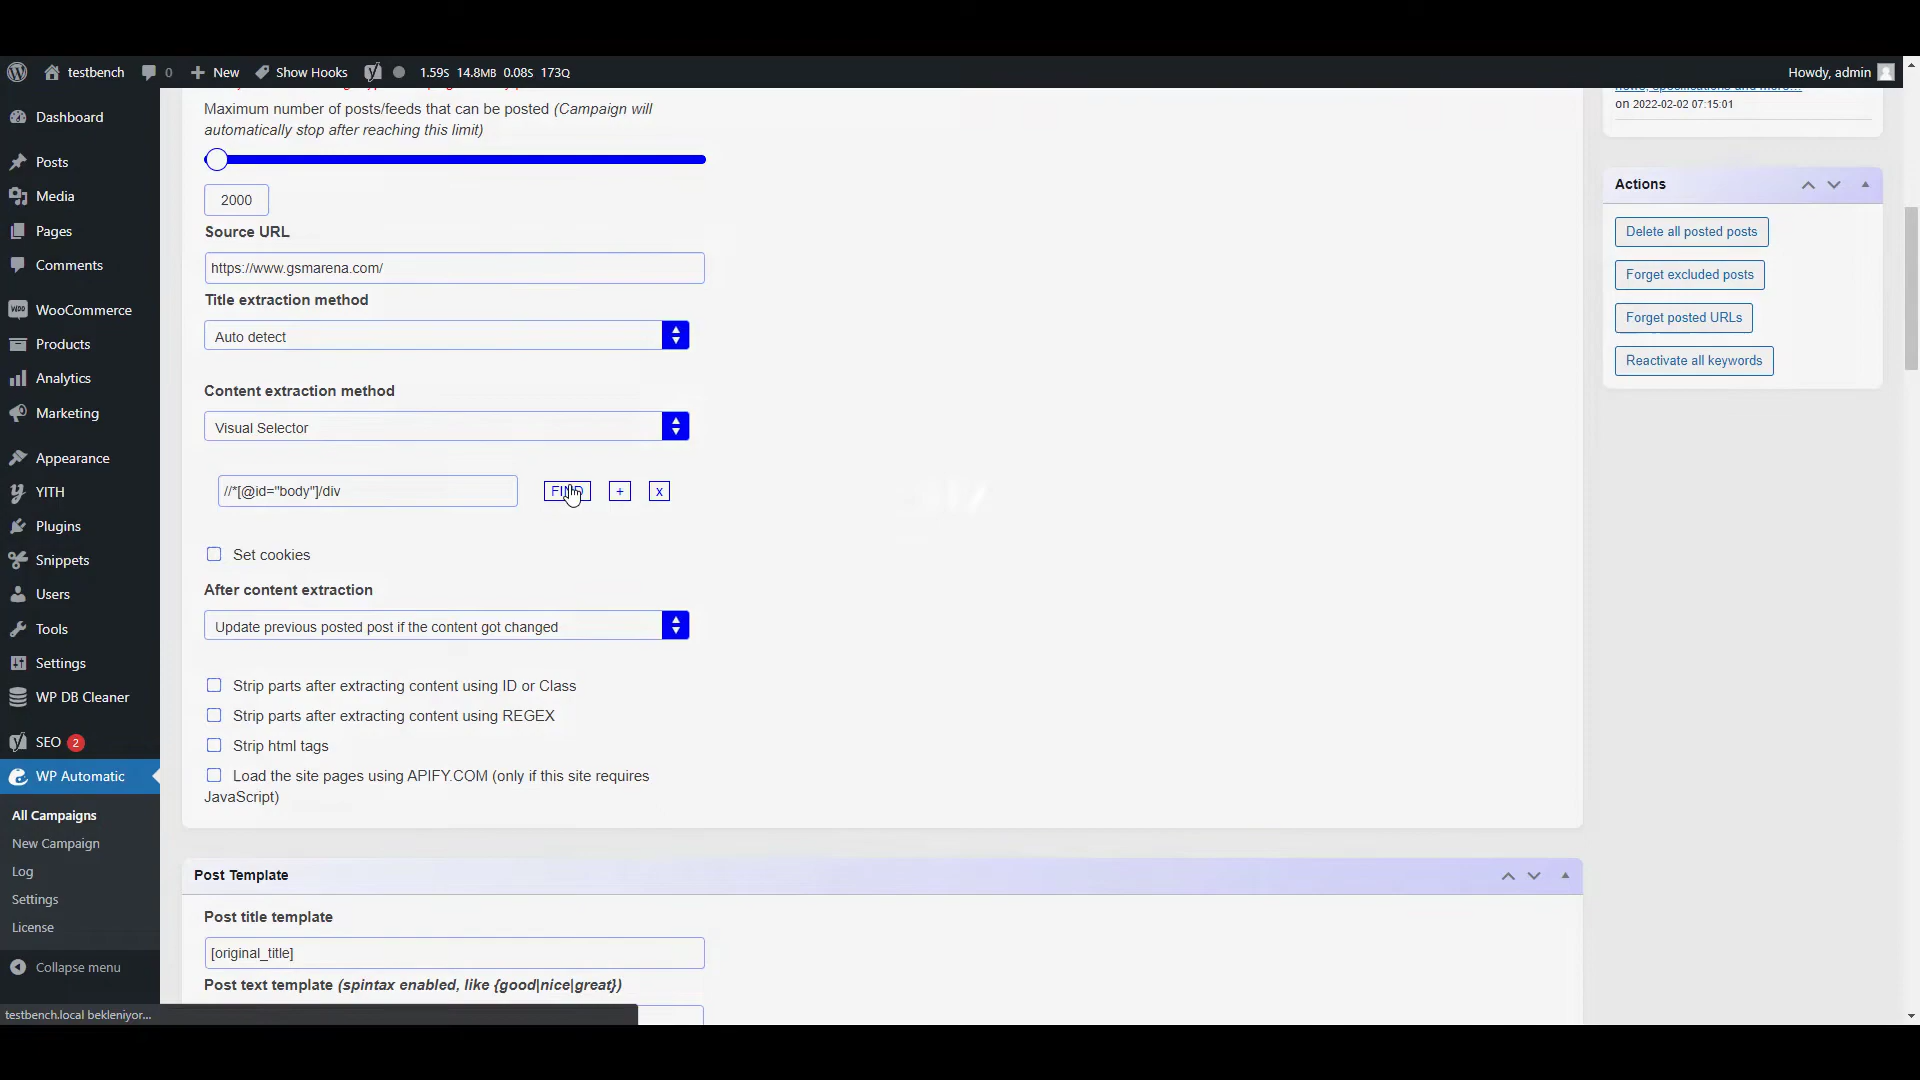 testbench
0
New
Show Hooks
1.59S 14.8MB 0.08S 173Q
Howdy, admin
Dashboard
Posts
Media
Pages
Comments
WooCommerce
Products
Analytics
Marketing
Appearance
YITH
Plugins
Snippets
Users
Tools
Settings
WP DB Cleaner
SEO 2
WP Automatic
All Campaigns
New Campaign
Log
Settings
License
Collapse menu
testbench.local bekleniyor...
Maximum number of posts/feeds that can be posted (Campaign will
automatically stop after reaching this limit)
2000
Source URL
https://www.gsmarena.com/
Title extraction method
Auto detect
Content extraction method
Visual Selector
//*[@id="body"]/div
FIND
+
x
Set cookies
After content extraction
Update previous posted post if the content got changed
Strip parts after extracting content using ID or Class
Strip parts after extracting content using REGEX
Strip html tags
Load the site pages using APIFY.COM (only if this site requires
JavaScript)
Post Template
Post title template
[original_title]
Post text template (spintax enabled, like {good|nice|great})
news, specifications and more...
on 2022-02-02 07:15:01
Actions
Delete all posted posts
Forget excluded posts
Forget posted URLs
Reactivate all keywords